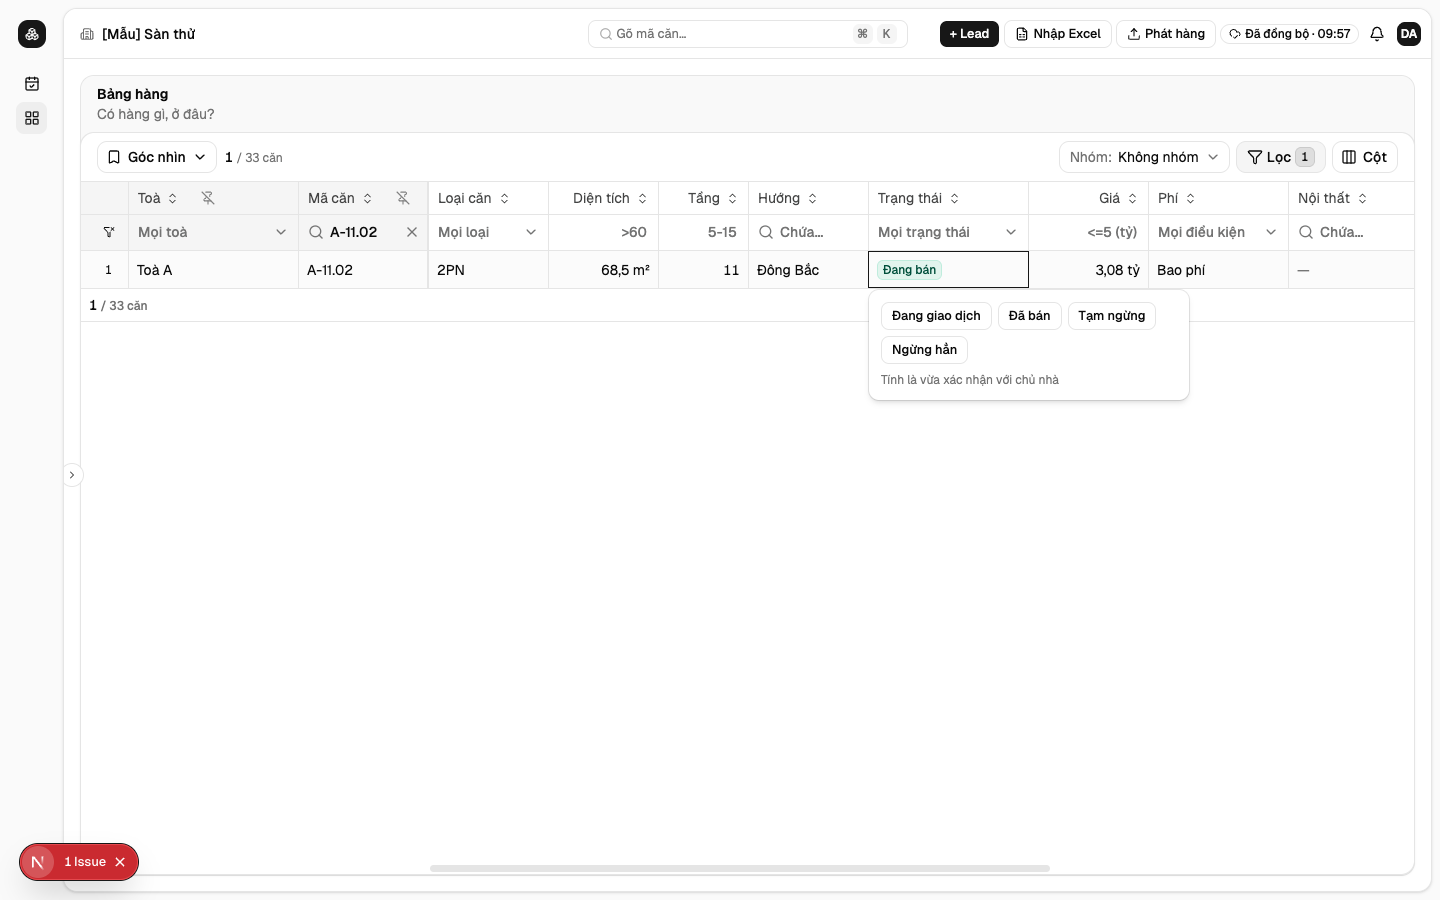 [Mẫu] Sàn thử
Gõ mã căn... ⌘ K
+ Lead
Nhập Excel
Phát hàng
Đã đồng bộ · 09:57
DA
Bảng hàng
Có hàng gì, ở đâu?
Góc nhìn
1 / 33 căn
Nhóm: Không nhóm
Lọc 1
Cột
Toà Mã căn Loại căn Diện tích Tầng Hướng Trạng thái Giá Phí Nội thất
Mọi toà A-11.02 Mọi loại >60 5-15 Chứa... Mọi trạng thái <=5 (tỷ) Mọi điều kiện Chứa...
1 Toà A A-11.02 2PN 68,5 m² 11 Đông Bắc Đang bán 3,08 tỷ Bao phí —
1 / 33 căn
Đang giao dịch Đã bán Tạm ngừng
Ngừng hẳn
Tính là vừa xác nhận với chủ nhà
N 1 Issue